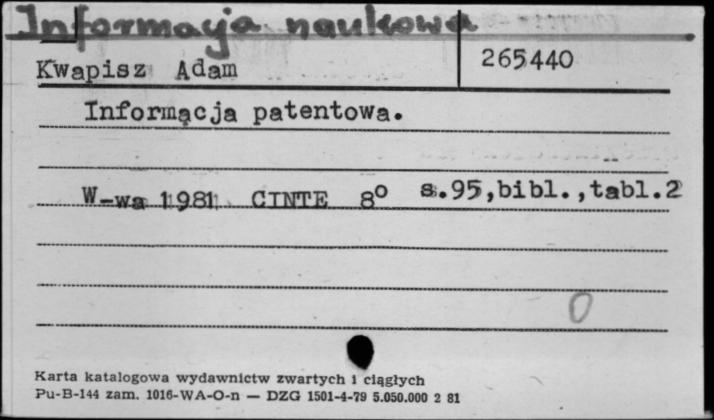 Informacja naukowa
Kwapisz Adam 265440
Informacja patentowa.
W-wa 1981 CINTE 8° s.95,bibl.,tabl.2
0
Karta katalogowa wydawnictw zwartych i ciągłych
Pu-B-144 zam. 1016-WA-O-n — DZG 1501-4-79 5.050.000 2 81